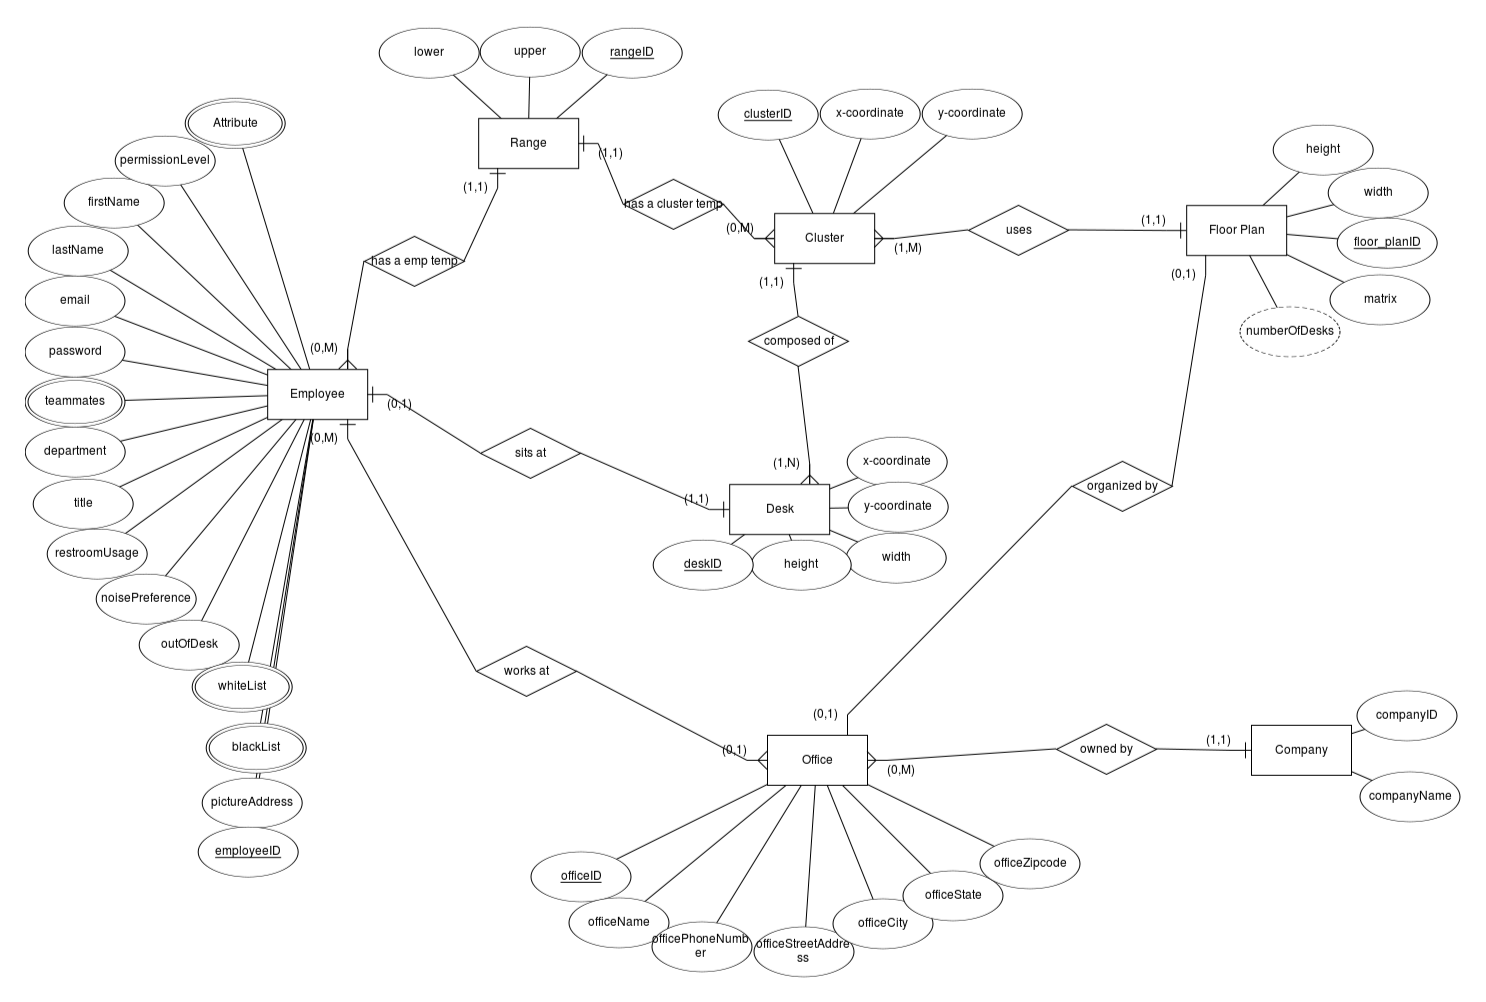 lower
upper
rangeID
Attribute
permissionLevel
firstName
lastName
email
password
teammates
department
title
restroomUsage
noisePreference
outOfDesk
whiteList
blackList
pictureAddress
employeeID
Range
(1,1)
(1,1)
has a emp temp
(0,M)
Employee
(0,1)
(0,M)
has a cluster temp
(0,M)
clusterID
x-coordinate
y-coordinate
Cluster
(1,M)
(1,1)
uses
(1,1)
Floor Plan
(0,1)
height
width
floor_planID
matrix
numberOfDesks
composed of
(1,N)
sits at
(1,1)
Desk
x-coordinate
y-coordinate
width
height
deskID
organized by
(0,1)
works at
(0,1)
Office
(0,M)
owned by
(1,1)
Company
companyID
companyName
officeID
officeName
officePhoneNumb
er
officeStreetAddre
ss
officeCity
officeState
officeZipcode